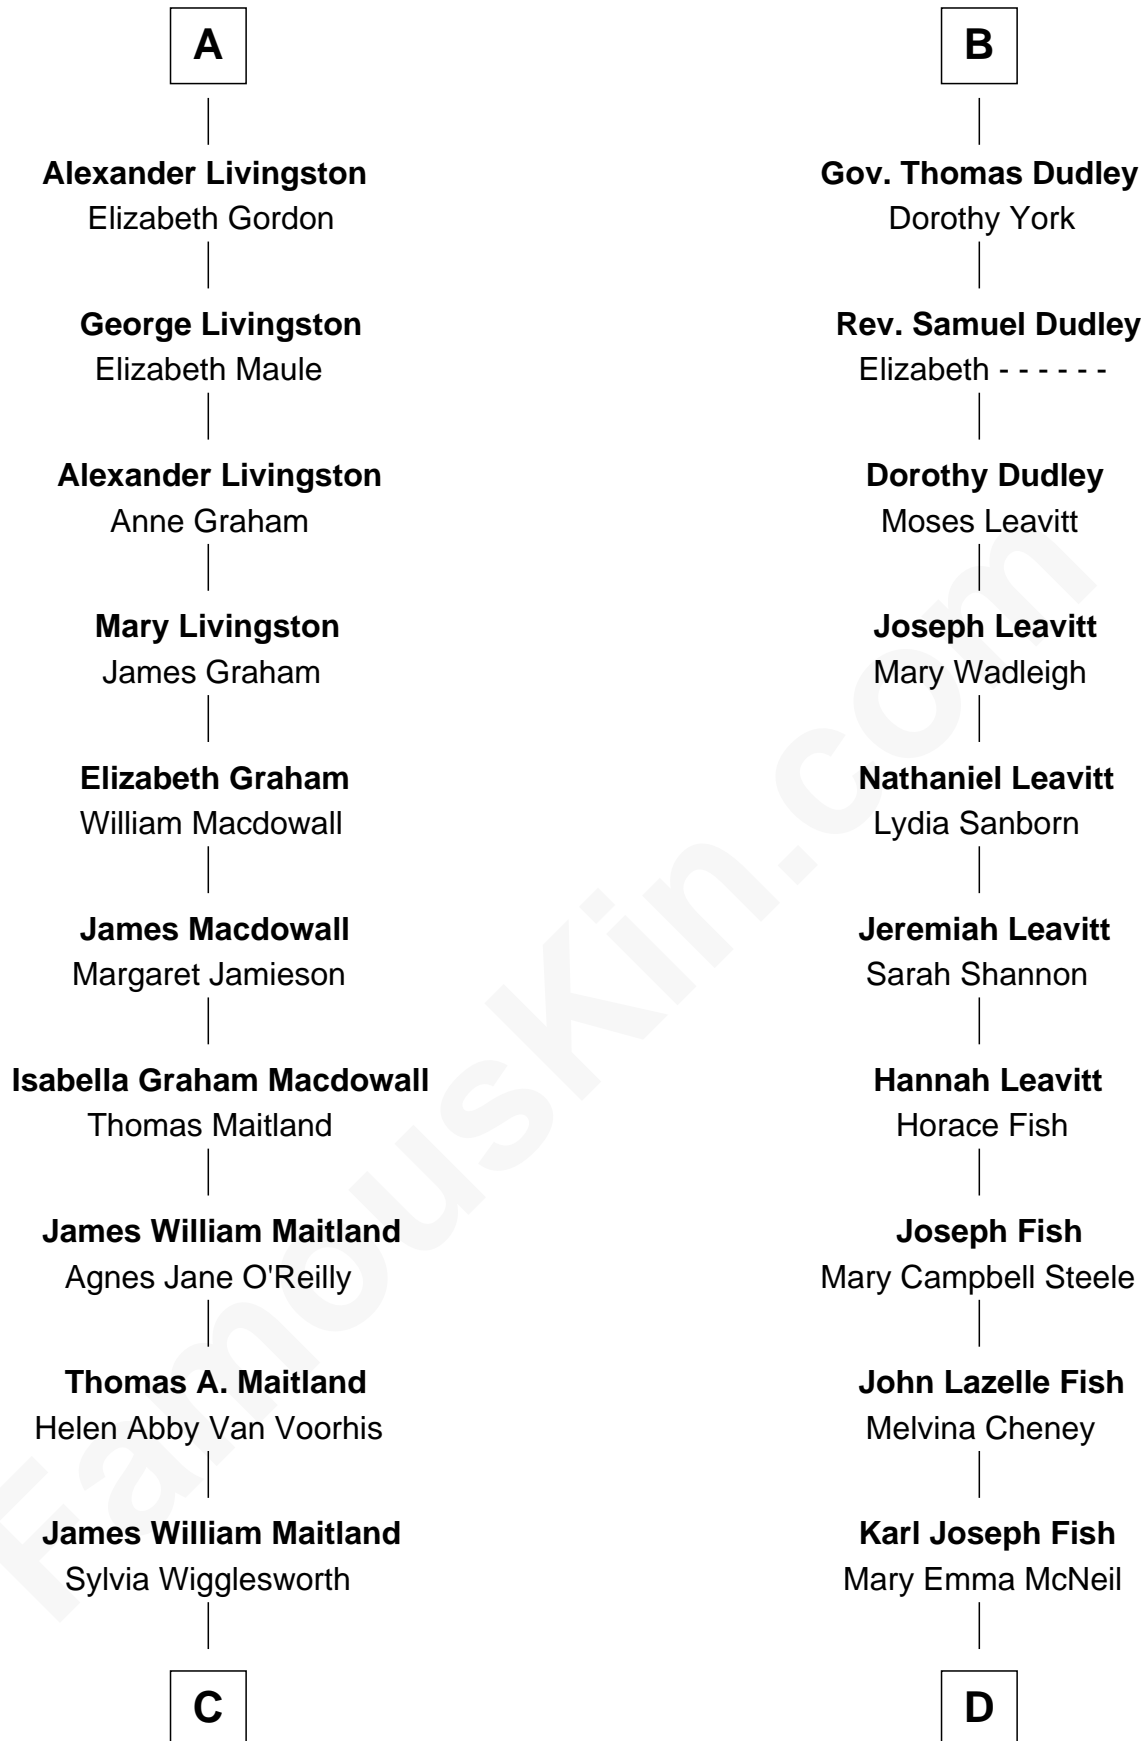 A
Alexander Livingston
Elizabeth Gordon
George Livingston
Elizabeth Maule
Alexander Livingston
Anne Graham
Mary Livingston
James Graham
Elizabeth Graham
William Macdowall
James Macdowall
Margaret Jamieson
Isabella Graham Macdowall
Thomas Maitland
James William Maitland
Agnes Jane O'Reilly
Thomas A. Maitland
Helen Abby Van Voorhis
James William Maitland
Sylvia Wigglesworth
C
B
Gov. Thomas Dudley
Dorothy York
Rev. Samuel Dudley
Elizabeth - - - - - -
Dorothy Dudley
Moses Leavitt
Joseph Leavitt
Mary Wadleigh
Nathaniel Leavitt
Lydia Sanborn
Jeremiah Leavitt
Sarah Shannon
Hannah Leavitt
Horace Fish
Joseph Fish
Mary Campbell Steele
John Lazelle Fish
Melvina Cheney
Karl Joseph Fish
Mary Emma McNeil
D
FamousKin.com